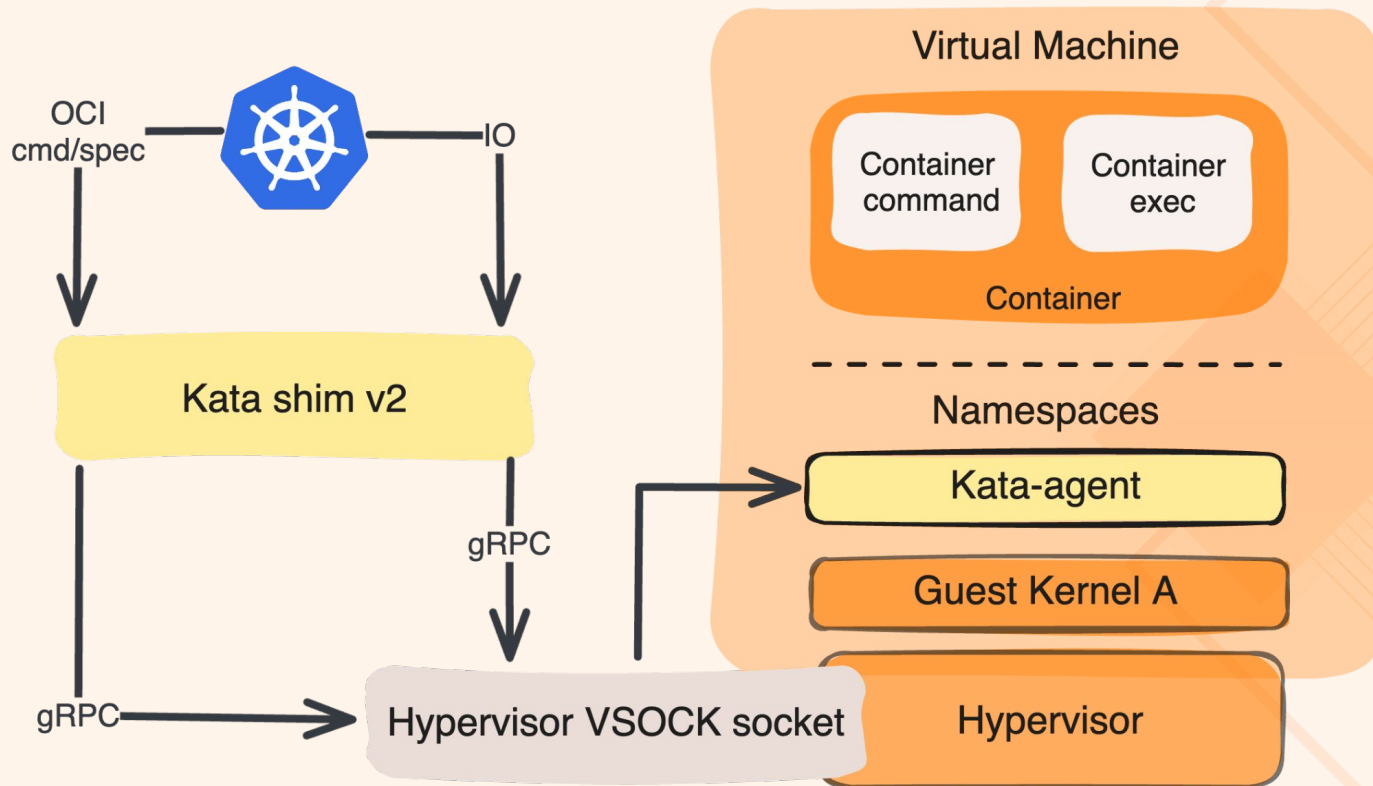 OCI
cmd/spec
IO
Kata shim v2
gRPC
gRPC
Hypervisor VSOCK socket
Virtual Machine
Container
command
Container
exec
Container
Namespaces
Kata-agent
Guest Kernel A
Hypervisor